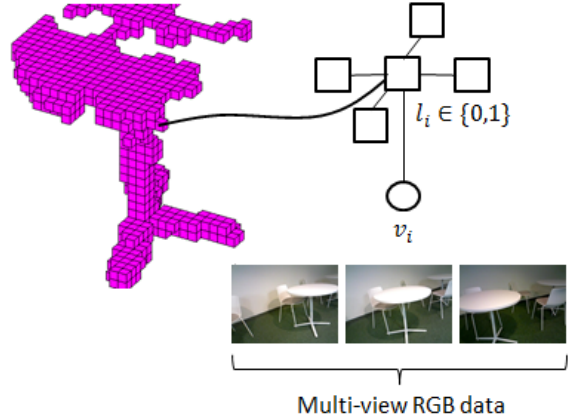 l_i ∈ {0,1}
v_i
Multi-view RGB data